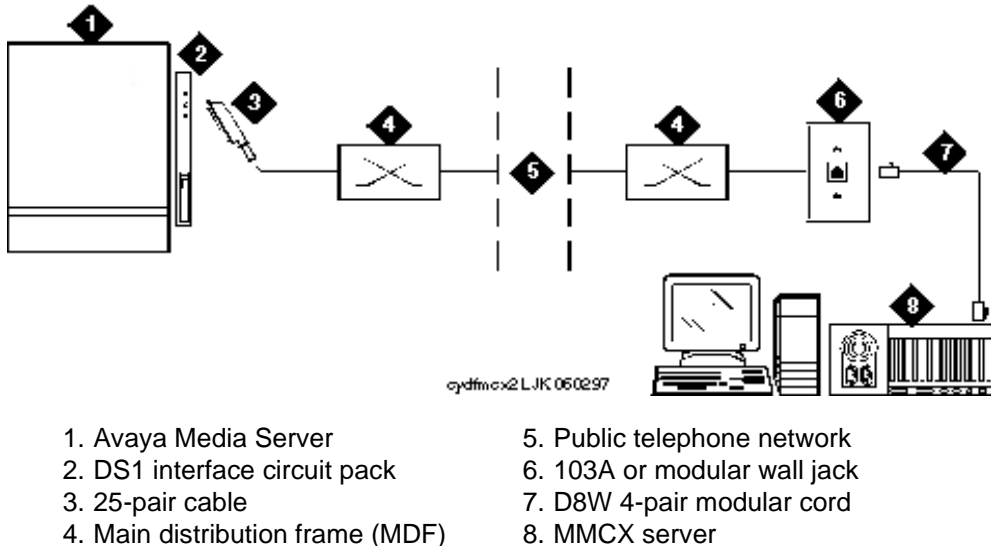 1
2
3
4
5
4
6
7
8
cydfmcx2 LJK 060297
1. Avaya Media Server
2. DS1 interface circuit pack
3. 25-pair cable
4. Main distribution frame (MDF)
5. Public telephone network
6. 103A or modular wall jack
7. D8W 4-pair modular cord
8. MMCX server